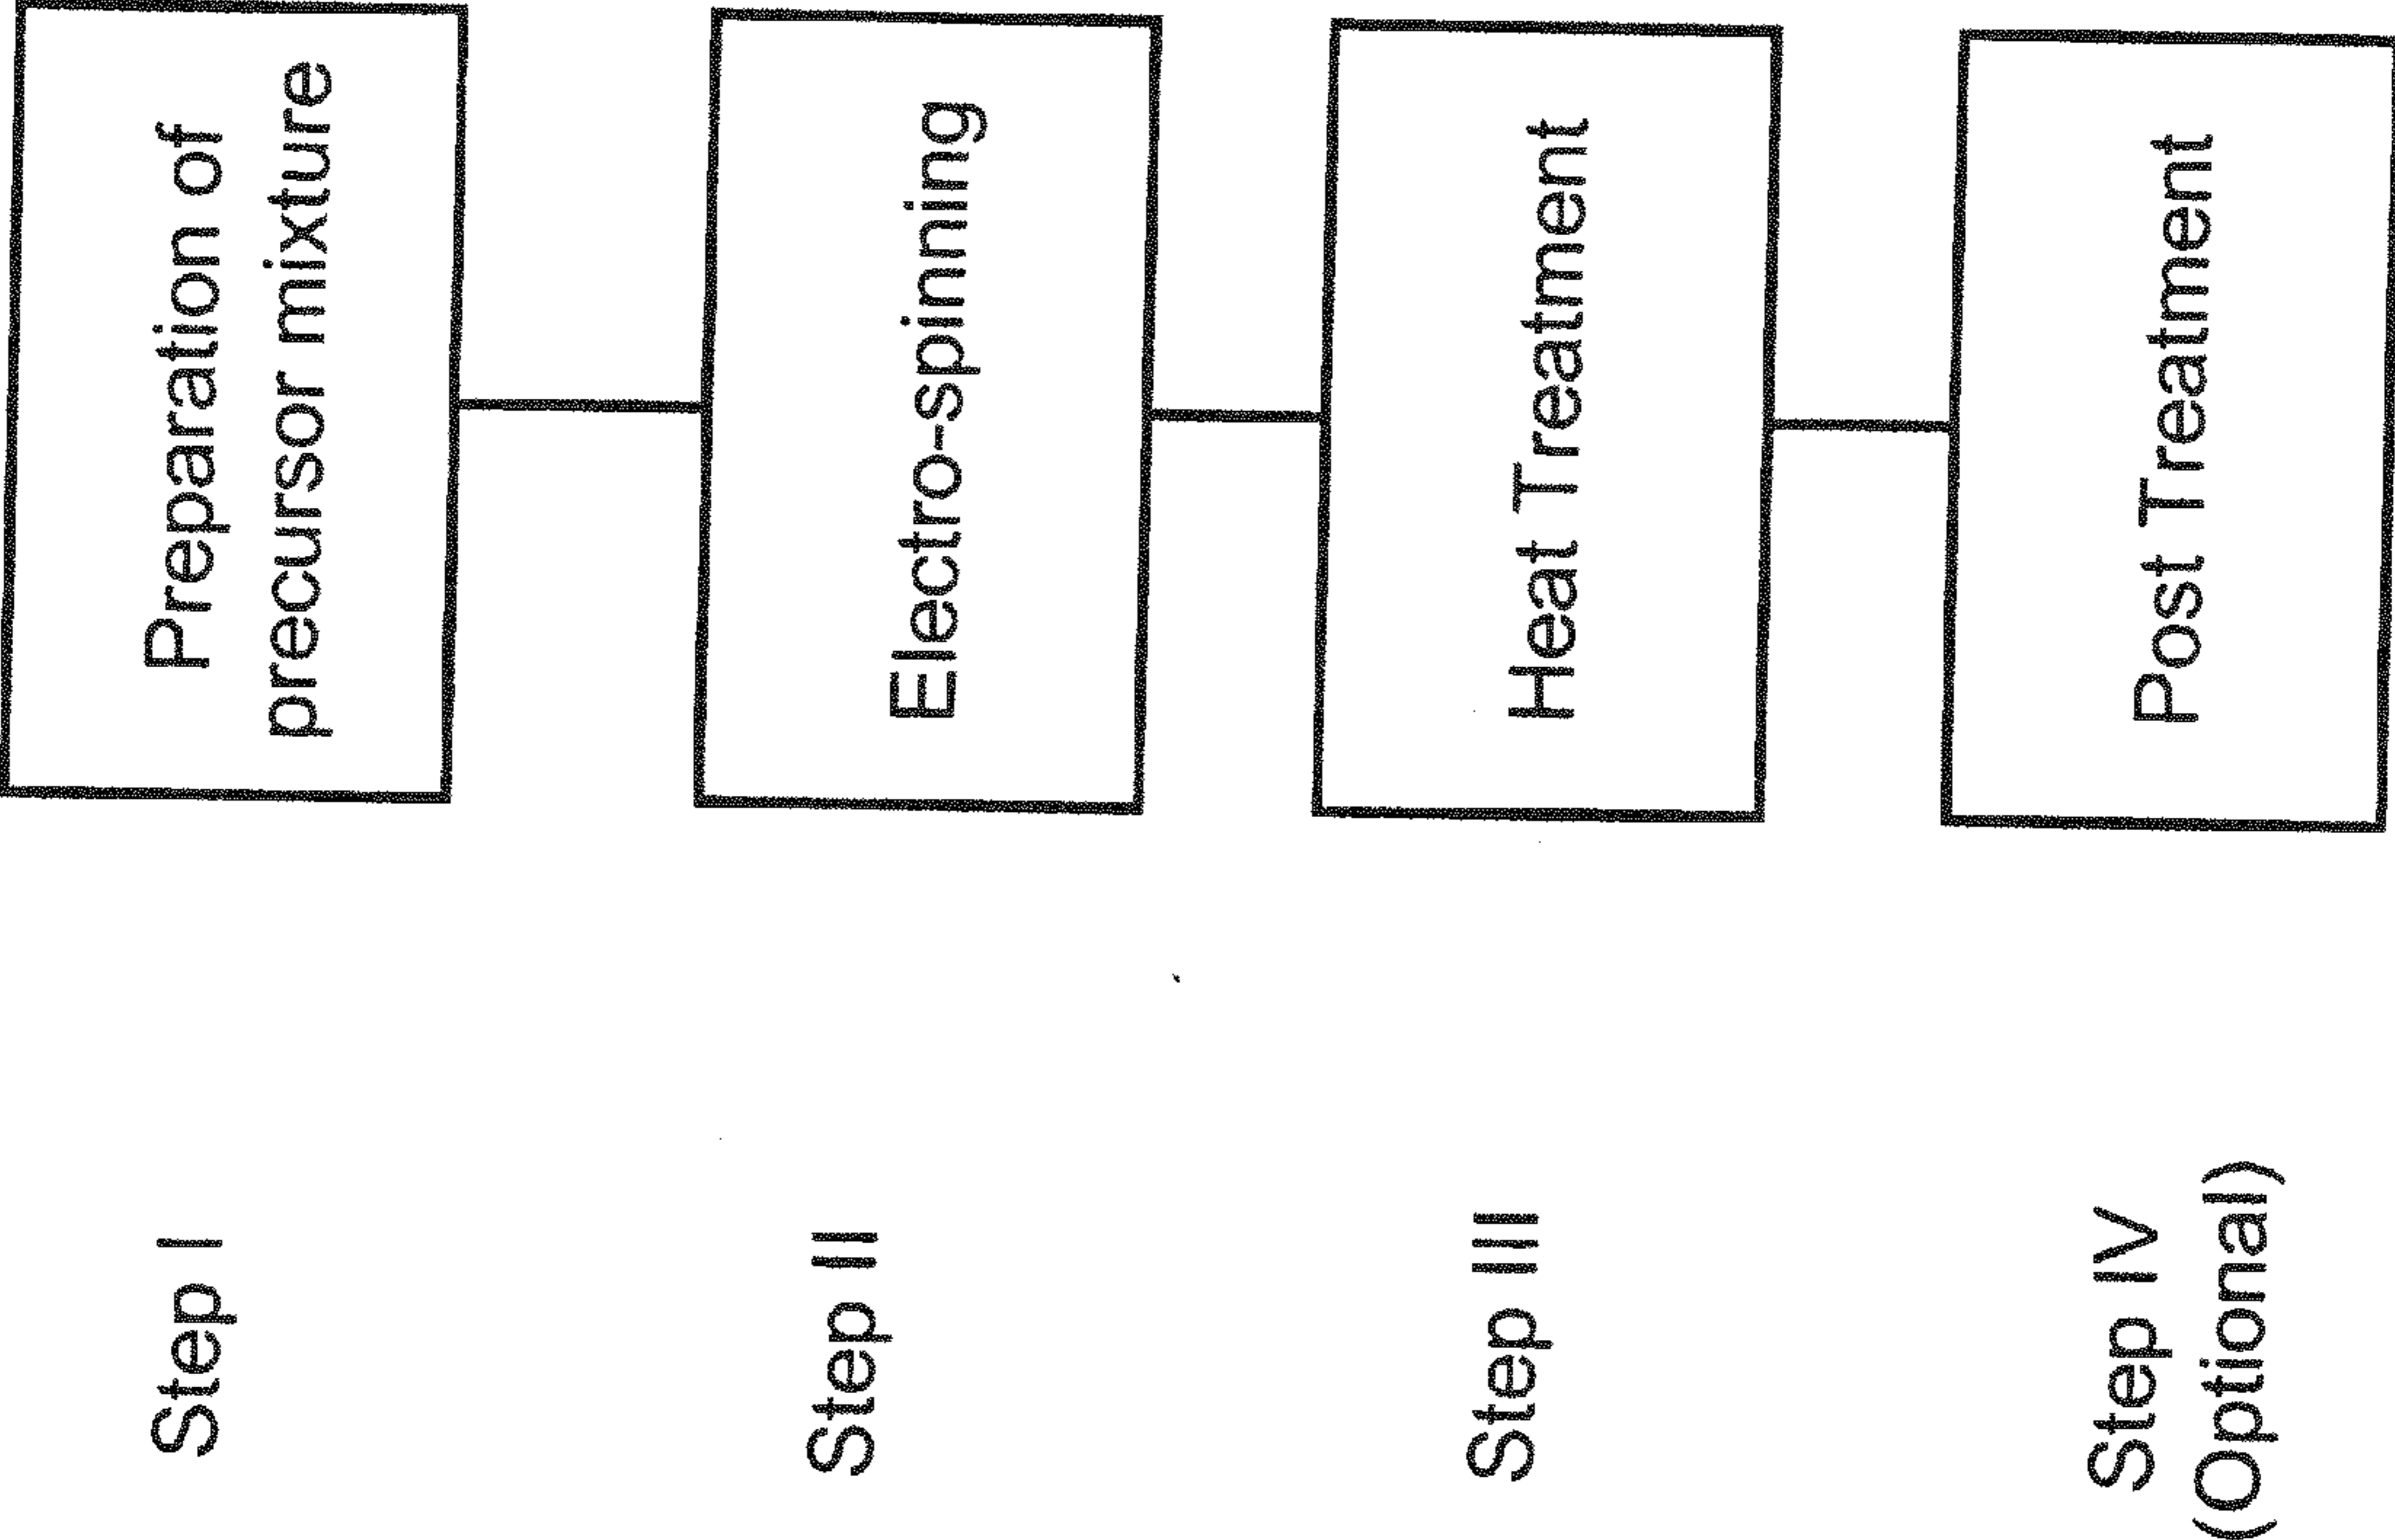 Step I
Preparation of
precursor mixture
Step II
Electro-spinning
Step III
Heat Treatment
Step IV
(Optional)
Post Treatment